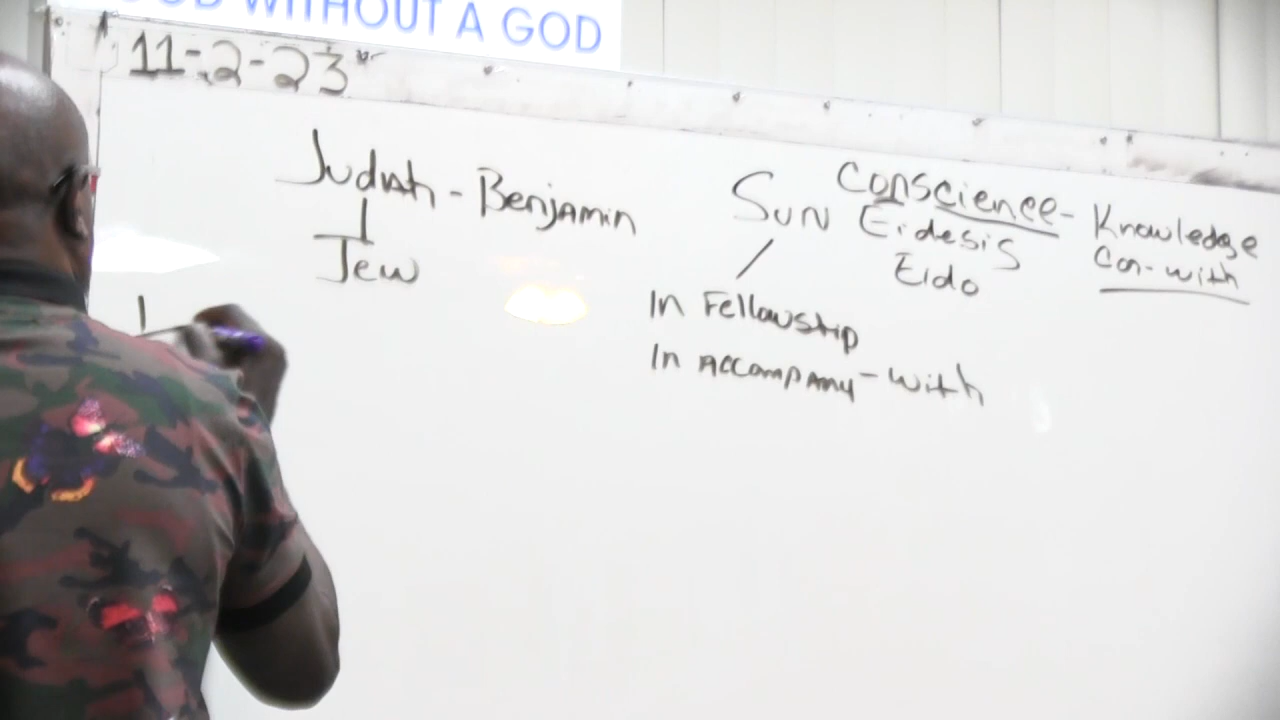 WITHOUT A GOD
11-2-23
Judah - Benjamin
Jew
Sun
Conscience - Knowledge
Eidesis
Con-with
Eido
In Fellowship
In Accompany - with